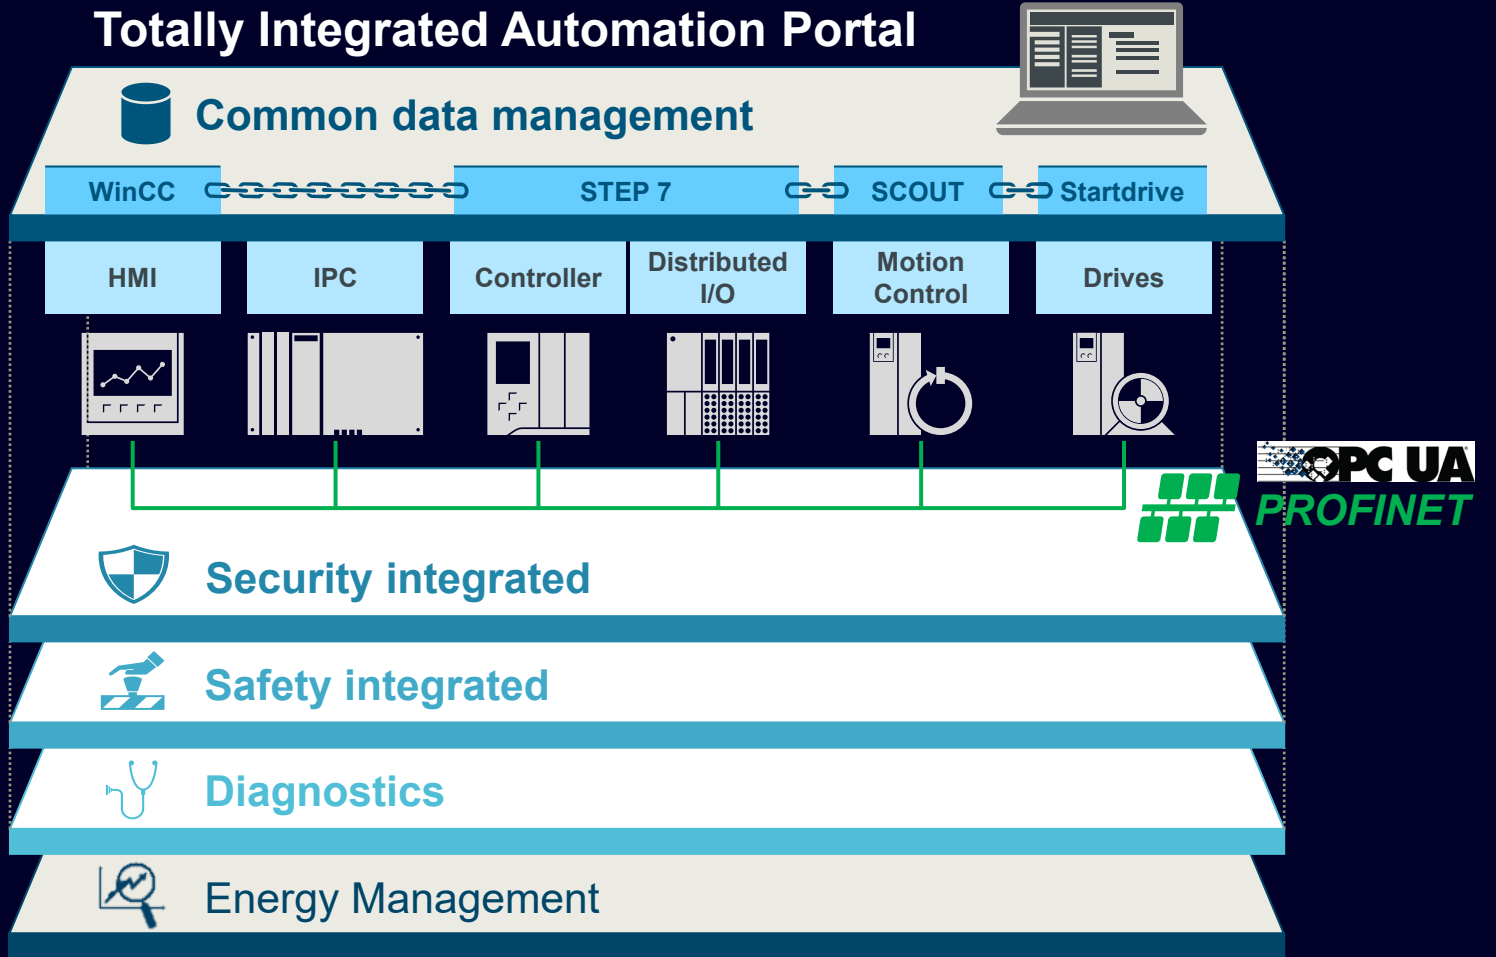 Totally Integrated Automation Portal
Common data management
WinCC
STEP 7
SCOUT
Startdrive
HMI
IPC
Controller
Distributed
I/O
Motion
Control
Drives
OPC UA
PROFINET
Security integrated
Safety integrated
Diagnostics
Energy Management